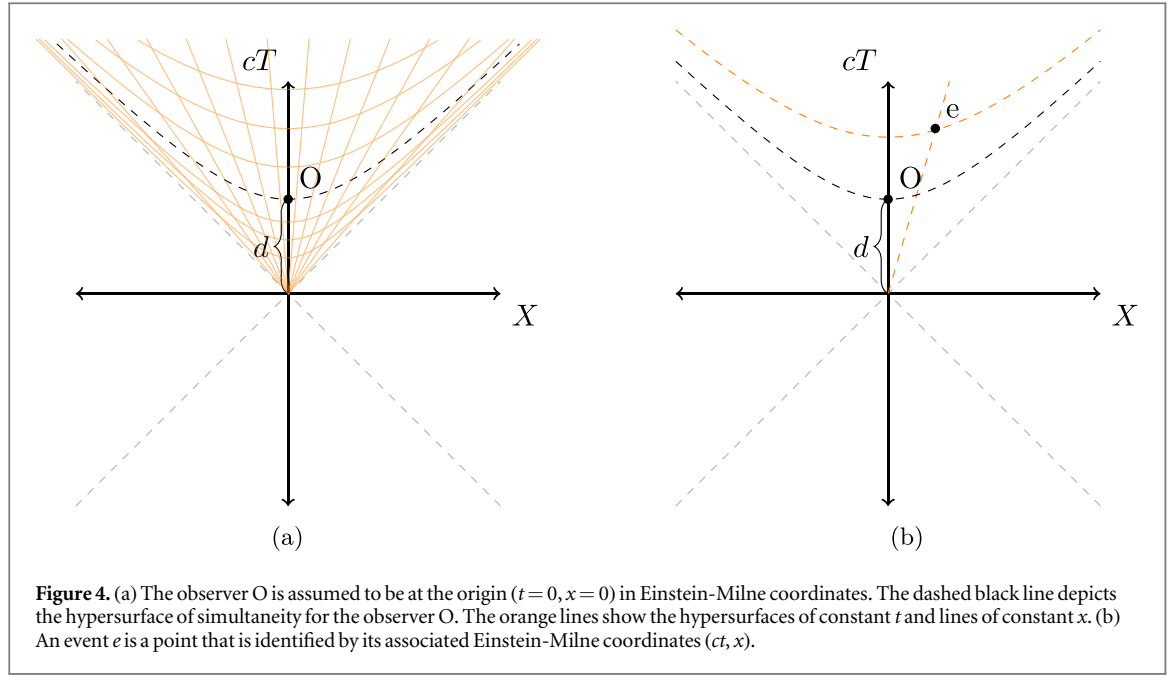 cT
O
d
X
(a)
cT
e
O
d
X
(b)
Figure 4. (a) The observer O is assumed to be at the origin (t = 0, x = 0) in Einstein-Milne coordinates. The dashed black line depicts
the hypersurface of simultaneity for the observer O. The orange lines show the hypersurfaces of constant t and lines of constant x. (b)
An event e is a point that is identified by its associated Einstein-Milne coordinates (ct, x).